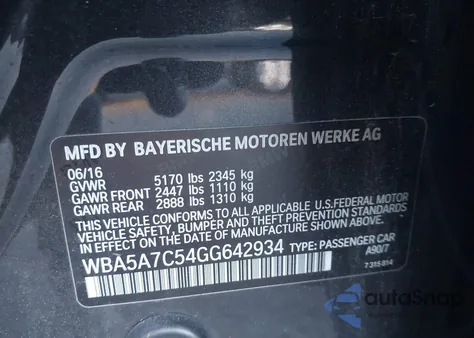 MFD BY BAYERISCHE MOTOREN WERKE AG
06/16
GVWR 5170 lbs 2345 kg
GAWR FRONT 2447 lbs 1110 kg
GAWR REAR 2888 lbs 1310 kg
THIS VEHICLE CONFORMS TO ALL APPLICABLE U.S.FEDERAL MOTOR
VEHICLE SAFETY, BUMPER AND THEFT PREVENTION STANDARDS
IN EFFECT ON THE DATE OF MANUFACTURE SHOWN ABOVE.
WBA5A7C54GG642934 TYPE: PASSENGER CAR
A90/7
7 385 814
autoSnap